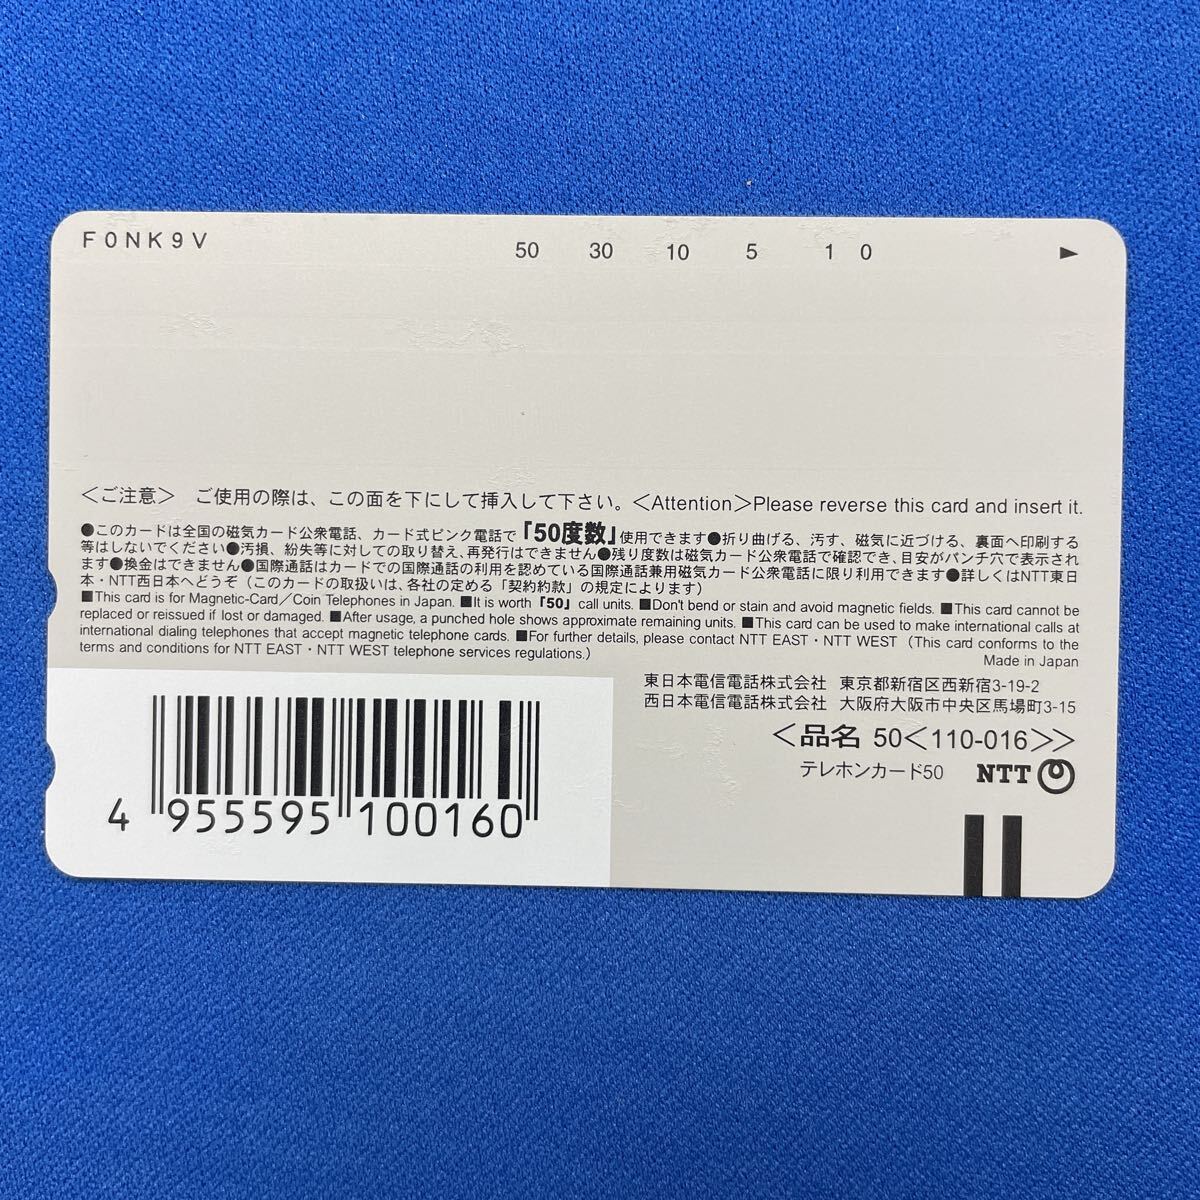 F0NK9V
50 30 10 5 1 0
＜ご注意＞ ご使用の際は、この面を下にして挿入して下さい。＜Attention＞Please reverse this card and insert it.
●このカードは全国の磁気カード公衆電話、カード式ピンク電話で「50度数」使用できます●折り曲げる、汚す、磁気に近づける、裏面へ印刷する
等はしないでください●汚損、紛失等に対しての取り替え、再発行はできません●残り度数は磁気カード公衆電話で確認でき、目安がパンチ穴で表示され
ます●換金はできません●国際通話はカードでの国際通話の利用を認めている国際通話兼用磁気カード公衆電話に限り利用できます●詳しくはNTT東日
本・NTT西日本へどうぞ（このカードの取扱いは、各社の定める「契約約款」の規定によります）
■This card is for Magnetic-Card／Coin Telephones in Japan. ■It is worth「50」call units. ■Don't bend or stain and avoid magnetic fields. ■This card cannot be
replaced or reissued if lost or damaged. ■After usage, a punched hole shows approximate remaining units. ■This card can be used to make international calls at
international dialing telephones that accept magnetic telephone cards. ■For further details, please contact NTT EAST・NTT WEST (This card conforms to the
terms and conditions for NTT EAST・NTT WEST telephone services regulations.)
Made in Japan
東日本電信電話株式会社 東京都新宿区西新宿3-19-2
西日本電信電話株式会社 大阪府大阪市中央区馬場町3-15
＜品名 50＜110-016＞＞
テレホンカード50 NTT
4 955595 100160